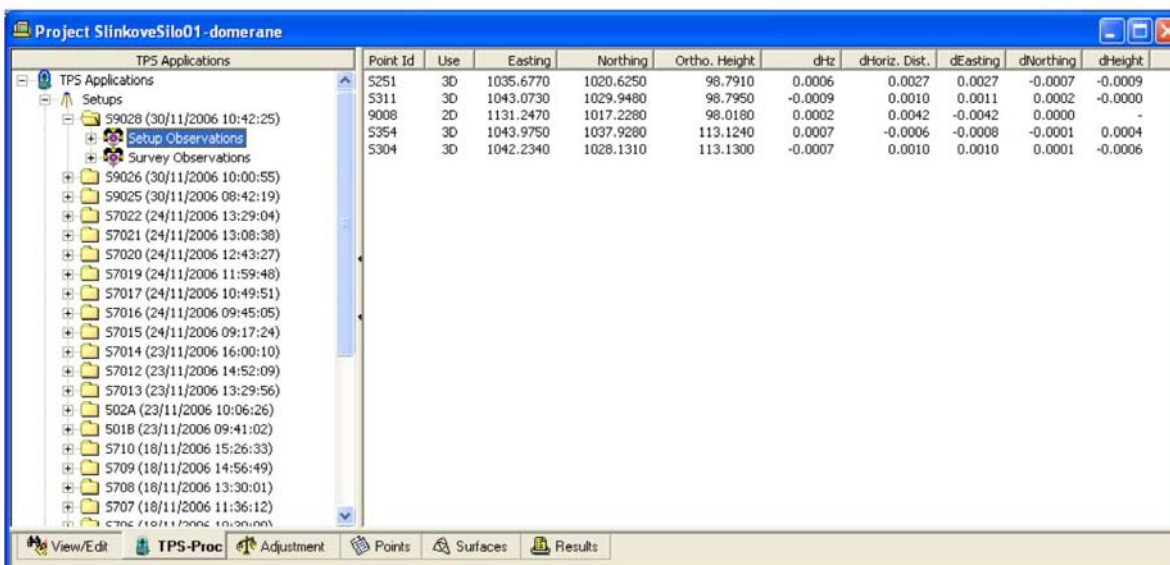 Project SlinkoveSilo01-domerane
TPS Applications
TPS Applications
Setups
S9028 (30/11/2006 10:42:25)
Setup Observations
Survey Observations
S9026 (30/11/2006 10:00:55)
S9025 (30/11/2006 08:42:19)
S7022 (24/11/2006 13:29:04)
S7021 (24/11/2006 13:08:38)
S7020 (24/11/2006 12:43:27)
S7019 (24/11/2006 11:59:48)
S7017 (24/11/2006 10:49:51)
S7016 (24/11/2006 09:45:05)
S7015 (24/11/2006 09:17:24)
S7014 (23/11/2006 16:00:10)
S7012 (23/11/2006 14:52:09)
S7013 (23/11/2006 13:29:56)
502A (23/11/2006 10:06:26)
501B (23/11/2006 09:41:02)
S710 (18/11/2006 15:26:33)
S709 (18/11/2006 14:56:49)
S708 (18/11/2006 13:30:01)
S707 (18/11/2006 11:36:12)
Point Id Use Easting Northing Ortho. Height dHz dHoriz. Dist. dEasting dNorthing dHeight
S251 3D 1035.6770 1020.6250 98.7910 0.0006 0.0027 0.0027 -0.0007 -0.0009
S311 3D 1043.0730 1029.9480 98.7950 -0.0009 0.0010 0.0011 0.0002 -0.0000
9008 2D 1131.2470 1017.2280 98.0180 0.0002 0.0042 -0.0042 0.0000 -
S354 3D 1043.9750 1037.9280 113.1240 0.0007 -0.0006 -0.0008 -0.0001 0.0004
S304 3D 1042.2340 1028.1310 113.1300 -0.0007 0.0010 0.0010 0.0001 -0.0006
View/Edit TPS-Proc Adjustment Points Surfaces Results